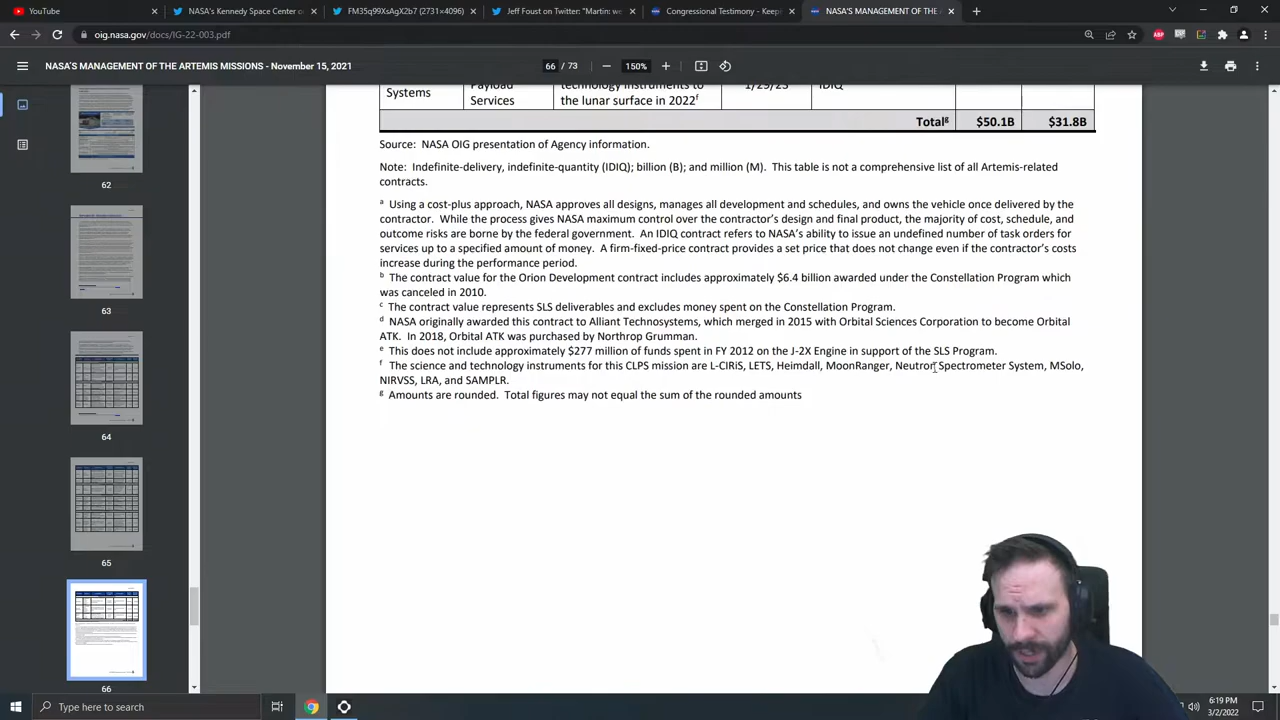 YouTube
NASA's Kennedy Space Center o
FM35q99XsAgX2b7 (2731×4096)
Jeff Foust on Twitter: "Martin: we
Congressional Testimony - Keepi
NASA'S MANAGEMENT OF THE A
oig.nasa.gov/docs/IG-22-003.pdf
NASA'S MANAGEMENT OF THE ARTEMIS MISSIONS - November 15, 2021
66 / 73
150%
62
63
64
65
66
Systems
Payload
Services
technology instruments to
the lunar surface in 2022f
1/29/23
IDIQ
Totalg $50.1B $31.8B
Source: NASA OIG presentation of Agency information.
Note: Indefinite-delivery, indefinite-quantity (IDIQ); billion (B); and million (M). This table is not a comprehensive list of all Artemis-related
contracts.
a Using a cost-plus approach, NASA approves all designs, manages all development and schedules, and owns the vehicle once delivered by the
contractor. While the process gives NASA maximum control over the contractor's design and final product, the majority of cost, schedule, and
outcome risks are borne by the federal government. An IDIQ contract refers to NASA's ability to issue an undefined number of task orders for
services up to a specified amount of money. A firm-fixed-price contract provides a set price that does not change even if the contractor's costs
increase during the performance period.
b The contract value for the Orion Development contract includes approximately $6.4 billion awarded under the Constellation Program which
was canceled in 2010.
c The contract value represents SLS deliverables and excludes money spent on the Constellation Program.
d NASA originally awarded this contract to Alliant Technosystems, which merged in 2015 with Orbital Sciences Corporation to become Orbital
ATK. In 2018, Orbital ATK was purchased by Northrop Grumman.
e This does not include approximately $277 million of funds spent in FY 2012 on the J-2X Engine in support of the SLS Program.
f The science and technology instruments for this CLPS mission are L-CIRiS, LETS, Heimdall, MoonRanger, Neutron Spectrometer System, MSolo,
NIRVSS, LRA, and SAMPLR.
g Amounts are rounded. Total figures may not equal the sum of the rounded amounts
Type here to search
6:19 PM
3/2/2022